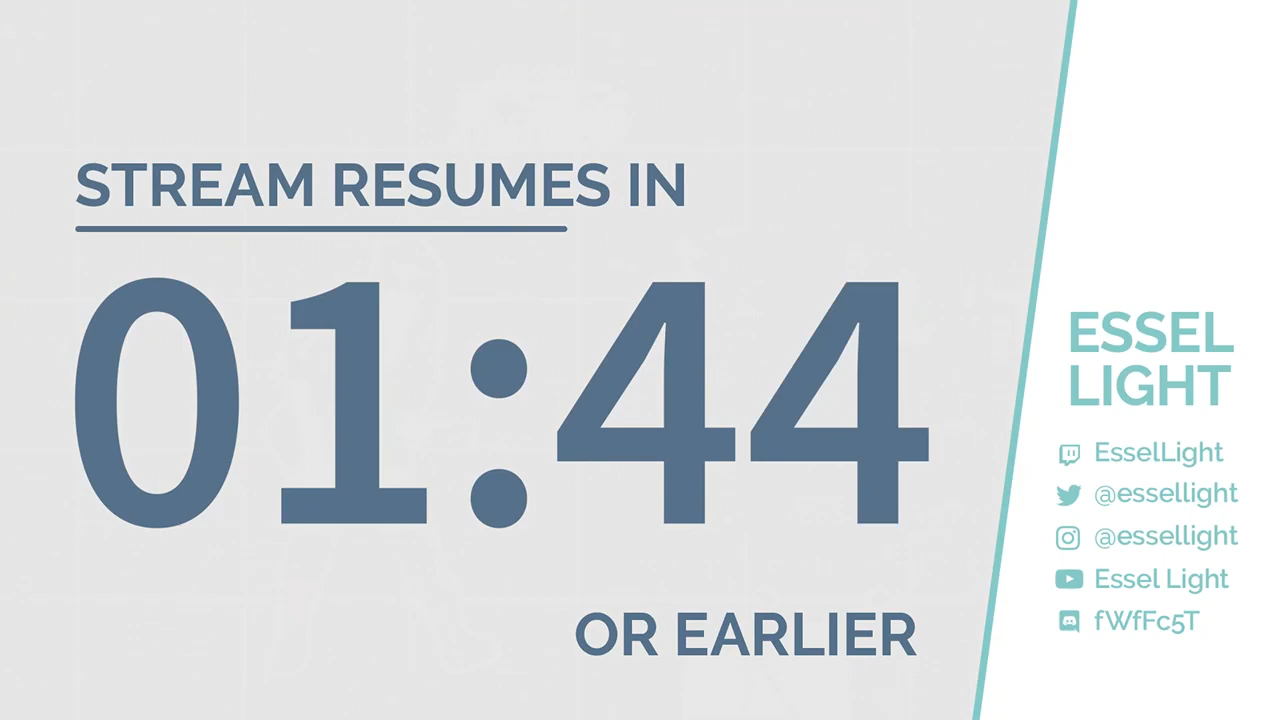 STREAM RESUMES IN
01:44
OR EARLIER
ESSEL
LIGHT
EsselLight
@essellight
@essellight
Essel Light
fWfFc5T